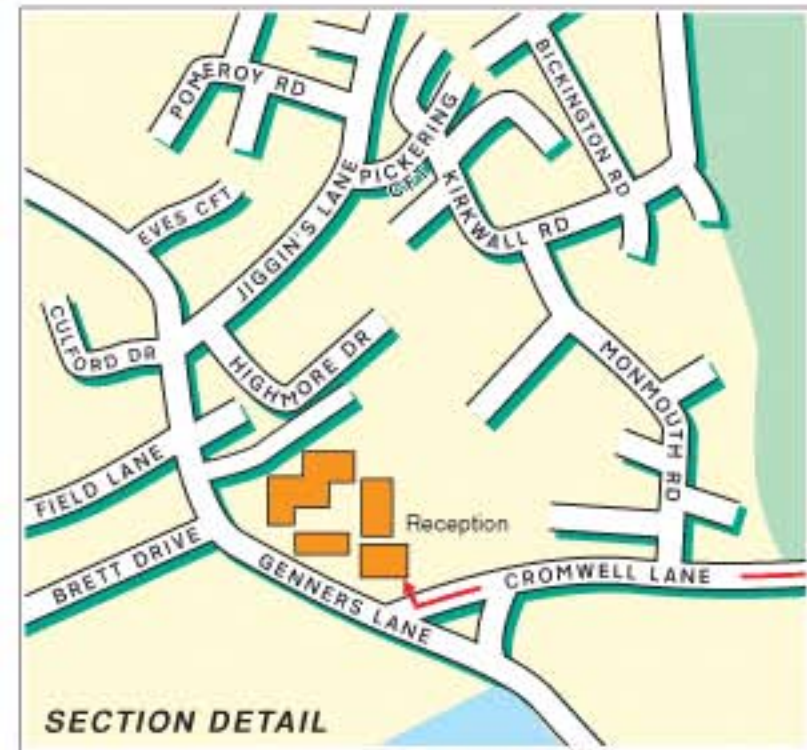 POMEROY RD
BICKINGTON RD
PICKERING
CFT
EVES CFT
JIGGIN'S LANE
KIRKWALL RD
CULFORD DR
HIGHMORE DR
MONMOUTH RD
FIELD LANE
Reception
BRETT DRIVE
GENNERS LANE
CROMWELL LANE
SECTION DETAIL